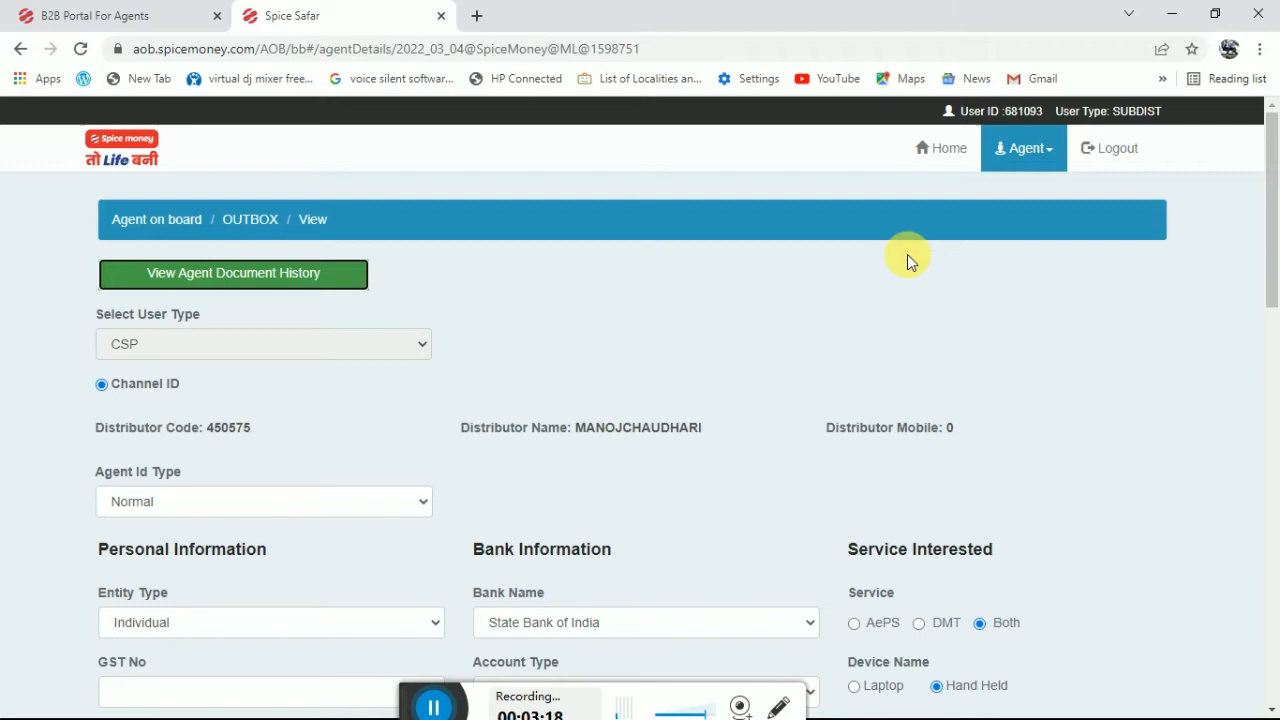 B2B Portal For Agents
Spice Safar
aob.spicemoney.com/AOB/bb#/agentDetails/2022_03_04@SpiceMoney@ML@1598751
Apps New Tab virtual dj mixer free... voice silent softwar... HP Connected List of Localities an... Settings YouTube Maps News Gmail » Reading list
User ID :681093 User Type: SUBDIST
Spice money
तो Life बनी
Home Agent Logout
Agent on board / OUTBOX / View
View Agent Document History
Select User Type
CSP
Channel ID
Distributor Code: 450575 Distributor Name: MANOJCHAUDHARI Distributor Mobile: 0
Agent Id Type
Normal
Personal Information Bank Information Service Interested
Entity Type Bank Name Service
Individual State Bank of India AePS DMT Both
GST No Account Type Device Name
Laptop Hand Held
Recording...
00:03:18